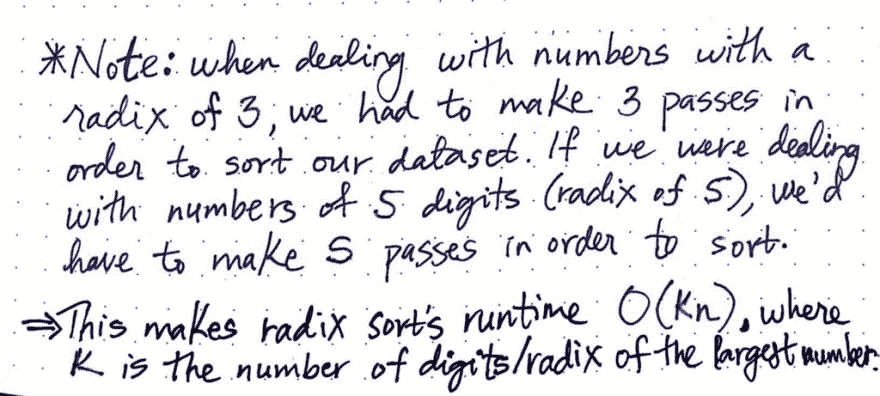 *Note: when dealing with numbers with a
radix of 3, we had to make 3 passes in
order to sort our dataset. If we were dealing
with numbers of 5 digits (radix of 5), we'd
have to make 5 passes in order to sort.
⇒This makes radix sort's runtime O(Kn), where
K is the number of digits/radix of the largest number.